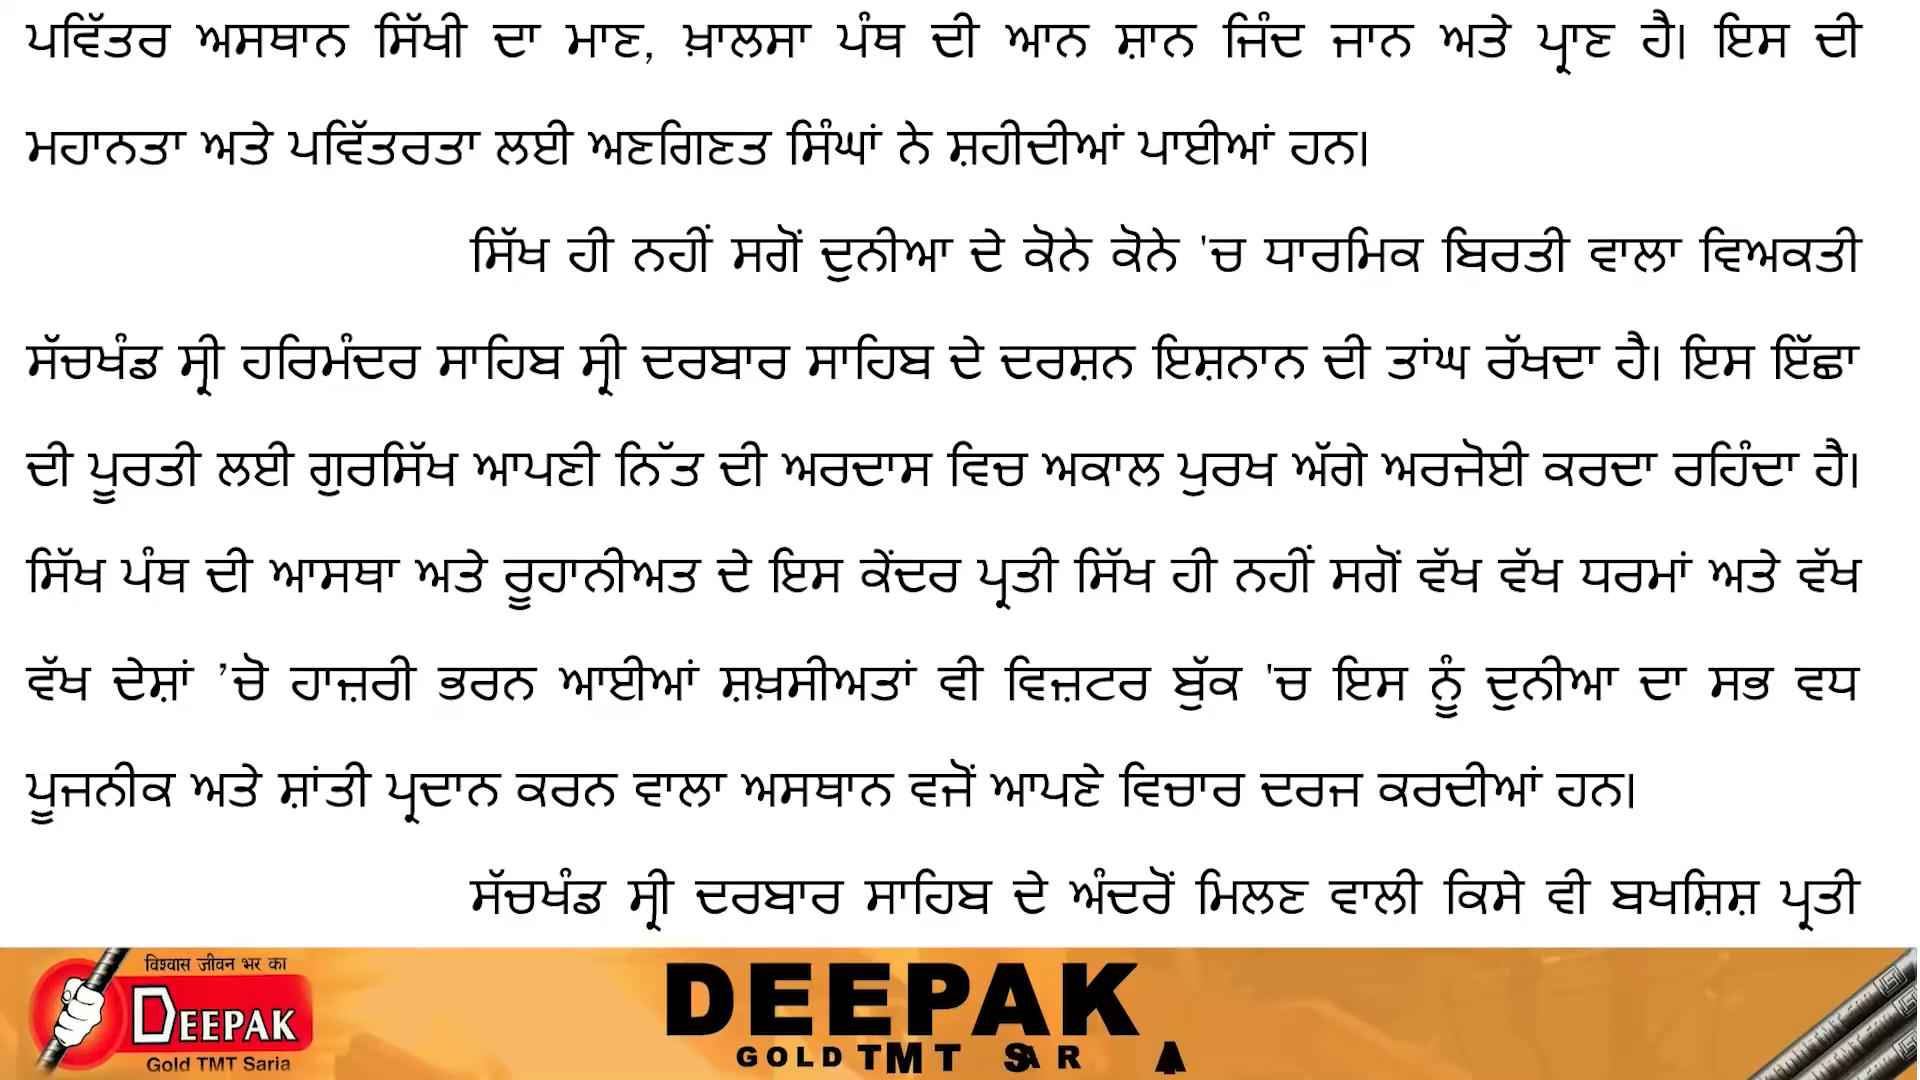 ਪਵਿੱਤਰ ਅਸਥਾਨ ਸਿੱਖੀ ਦਾ ਮਾਣ, ਖ਼ਾਲਸਾ ਪੰਥ ਦੀ ਆਨ ਸ਼ਾਨ ਜਿੰਦ ਜਾਨ ਅਤੇ ਪ੍ਰਾਣ ਹੈ। ਇਸ ਦੀ
ਮਹਾਨਤਾ ਅਤੇ ਪਵਿੱਤਰਤਾ ਲਈ ਅਣਗਿਣਤ ਸਿੰਘਾਂ ਨੇ ਸ਼ਹੀਦੀਆਂ ਪਾਈਆਂ ਹਨ।
ਸਿੱਖ ਹੀ ਨਹੀਂ ਸਗੋਂ ਦੁਨੀਆ ਦੇ ਕੋਨੇ ਕੋਨੇ 'ਚ ਧਾਰਮਿਕ ਬਿਰਤੀ ਵਾਲਾ ਵਿਅਕਤੀ
ਸੱਚਖੰਡ ਸ੍ਰੀ ਹਰਿਮੰਦਰ ਸਾਹਿਬ ਸ੍ਰੀ ਦਰਬਾਰ ਸਾਹਿਬ ਦੇ ਦਰਸ਼ਨ ਇਸ਼ਨਾਨ ਦੀ ਤਾਂਘ ਰੱਖਦਾ ਹੈ। ਇਸ ਇੱਛਾ
ਦੀ ਪੂਰਤੀ ਲਈ ਗੁਰਸਿੱਖ ਆਪਣੀ ਨਿੱਤ ਦੀ ਅਰਦਾਸ ਵਿਚ ਅਕਾਲ ਪੁਰਖ ਅੱਗੇ ਅਰਜੋਈ ਕਰਦਾ ਰਹਿੰਦਾ ਹੈ।
ਸਿੱਖ ਪੰਥ ਦੀ ਆਸਥਾ ਅਤੇ ਰੂਹਾਨੀਅਤ ਦੇ ਇਸ ਕੇਂਦਰ ਪ੍ਰਤੀ ਸਿੱਖ ਹੀ ਨਹੀਂ ਸਗੋਂ ਵੱਖ ਵੱਖ ਧਰਮਾਂ ਅਤੇ ਵੱਖ
ਵੱਖ ਦੇਸ਼ਾਂ ’ਚੋ ਹਾਜ਼ਰੀ ਭਰਨ ਆਈਆਂ ਸ਼ਖ਼ਸੀਅਤਾਂ ਵੀ ਵਿਜ਼ਟਰ ਬੁੱਕ 'ਚ ਇਸ ਨੂੰ ਦੁਨੀਆ ਦਾ ਸਭ ਵਧ
ਪੂਜਨੀਕ ਅਤੇ ਸ਼ਾਂਤੀ ਪ੍ਰਦਾਨ ਕਰਨ ਵਾਲਾ ਅਸਥਾਨ ਵਜੋਂ ਆਪਣੇ ਵਿਚਾਰ ਦਰਜ ਕਰਦੀਆਂ ਹਨ।
ਸੱਚਖੰਡ ਸ੍ਰੀ ਦਰਬਾਰ ਸਾਹਿਬ ਦੇ ਅੰਦਰੋਂ ਮਿਲਣ ਵਾਲੀ ਕਿਸੇ ਵੀ ਬਖਸ਼ਿਸ਼ ਪ੍ਰਤੀ
विश्वास जीवन भर का
DEEPAK
Gold TMT Saria
DEEPAK
GOLD TMT SAR A